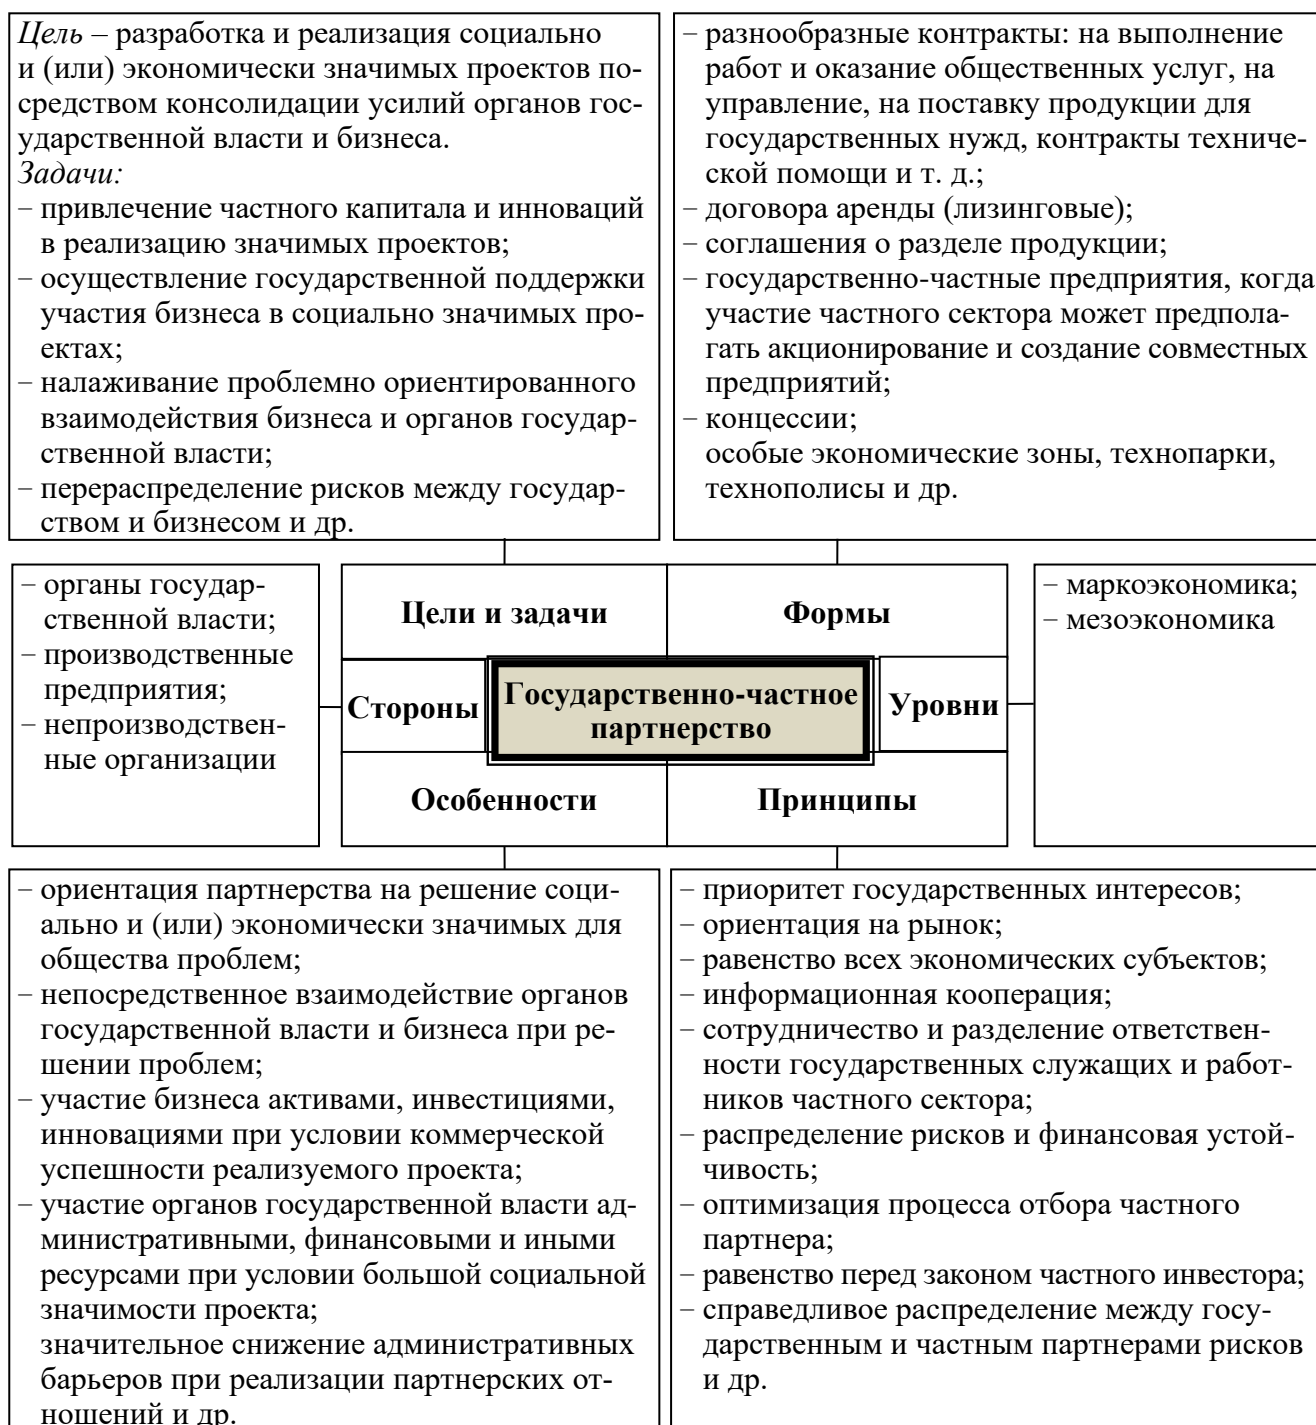 Цель – разработка и реализация социально
и (или) экономически значимых проектов по-
средством консолидации усилий органов гос-
ударственной власти и бизнеса.
Задачи:
– привлечение частного капитала и инноваций
в реализацию значимых проектов;
– осуществление государственной поддержки
участия бизнеса в социально значимых про-
ектах;
– налаживание проблемно ориентированного
взаимодействия бизнеса и органов государ-
ственной власти;
– перераспределение рисков между государ-
ством и бизнесом и др.
– разнообразные контракты: на выполнение
работ и оказание общественных услуг, на
управление, на поставку продукции для
государственных нужд, контракты техниче-
ской помощи и т. д.;
– договора аренды (лизинговые);
– соглашения о разделе продукции;
– государственно-частные предприятия, когда
участие частного сектора может предпола-
гать акционирование и создание совместных
предприятий;
– концессии;
особые экономические зоны, технопарки,
технополисы и др.
– органы государ-
ственной власти;
– производственные
предприятия;
– непроизводствен-
ные организации
Цели и задачи
Формы
Стороны
Государственно-частное
партнерство
Уровни
Особенности
Принципы
– маркоэкономика;
– мезоэкономика
– ориентация партнерства на решение соци-
ально и (или) экономически значимых для
общества проблем;
– непосредственное взаимодействие органов
государственной власти и бизнеса при ре-
шении проблем;
– участие бизнеса активами, инвестициями,
инновациями при условии коммерческой
успешности реализуемого проекта;
– участие органов государственной власти ад-
министративными, финансовыми и иными
ресурсами при условии большой социальной
значимости проекта;
значительное снижение административных
барьеров при реализации партнерских от-
ношений и др.
– приоритет государственных интересов;
– ориентация на рынок;
– равенство всех экономических субъектов;
– информационная кооперация;
– сотрудничество и разделение ответствен-
ности государственных служащих и работ-
ников частного сектора;
– распределение рисков и финансовая устой-
чивость;
– оптимизация процесса отбора частного
партнера;
– равенство перед законом частного инвестора;
– справедливое распределение между госу-
дарственным и частным партнерами рисков
и др.